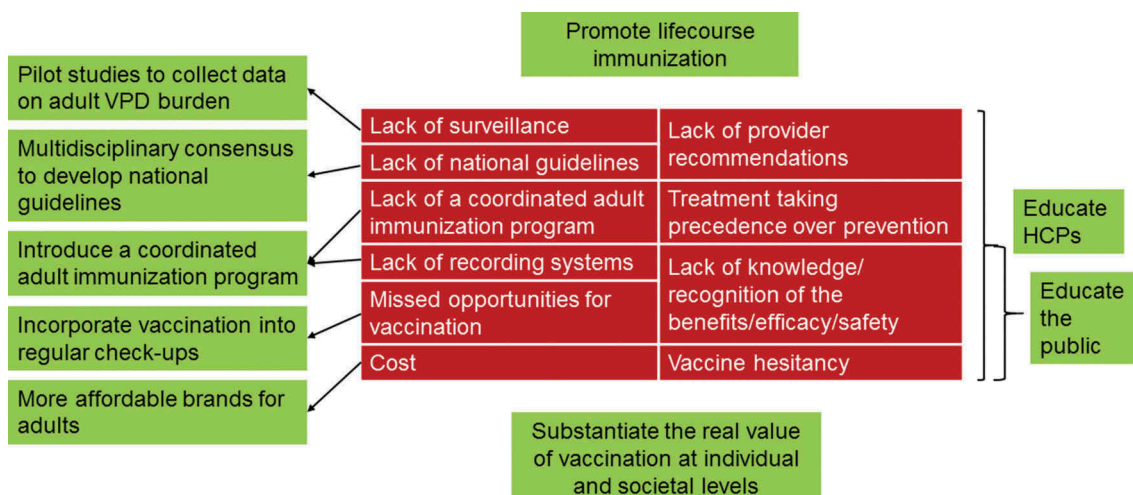 Promote lifecourse
immunization
Pilot studies to collect data
on adult VPD burden
Multidisciplinary consensus
to develop national
guidelines
Introduce a coordinated
adult immunization program
Incorporate vaccination into
regular check-ups
More affordable brands for
adults
Lack of surveillance
Lack of national guidelines
Lack of a coordinated adult
immunization program
Lack of recording systems
Missed opportunities for
vaccination
Cost
Lack of provider
recommendations
Treatment taking
precedence over prevention
Lack of knowledge/
recognition of the
benefits/efficacy/safety
Vaccine hesitancy
Educate
HCPs
Educate
the
public
Substantiate the real value
of vaccination at individual
and societal levels